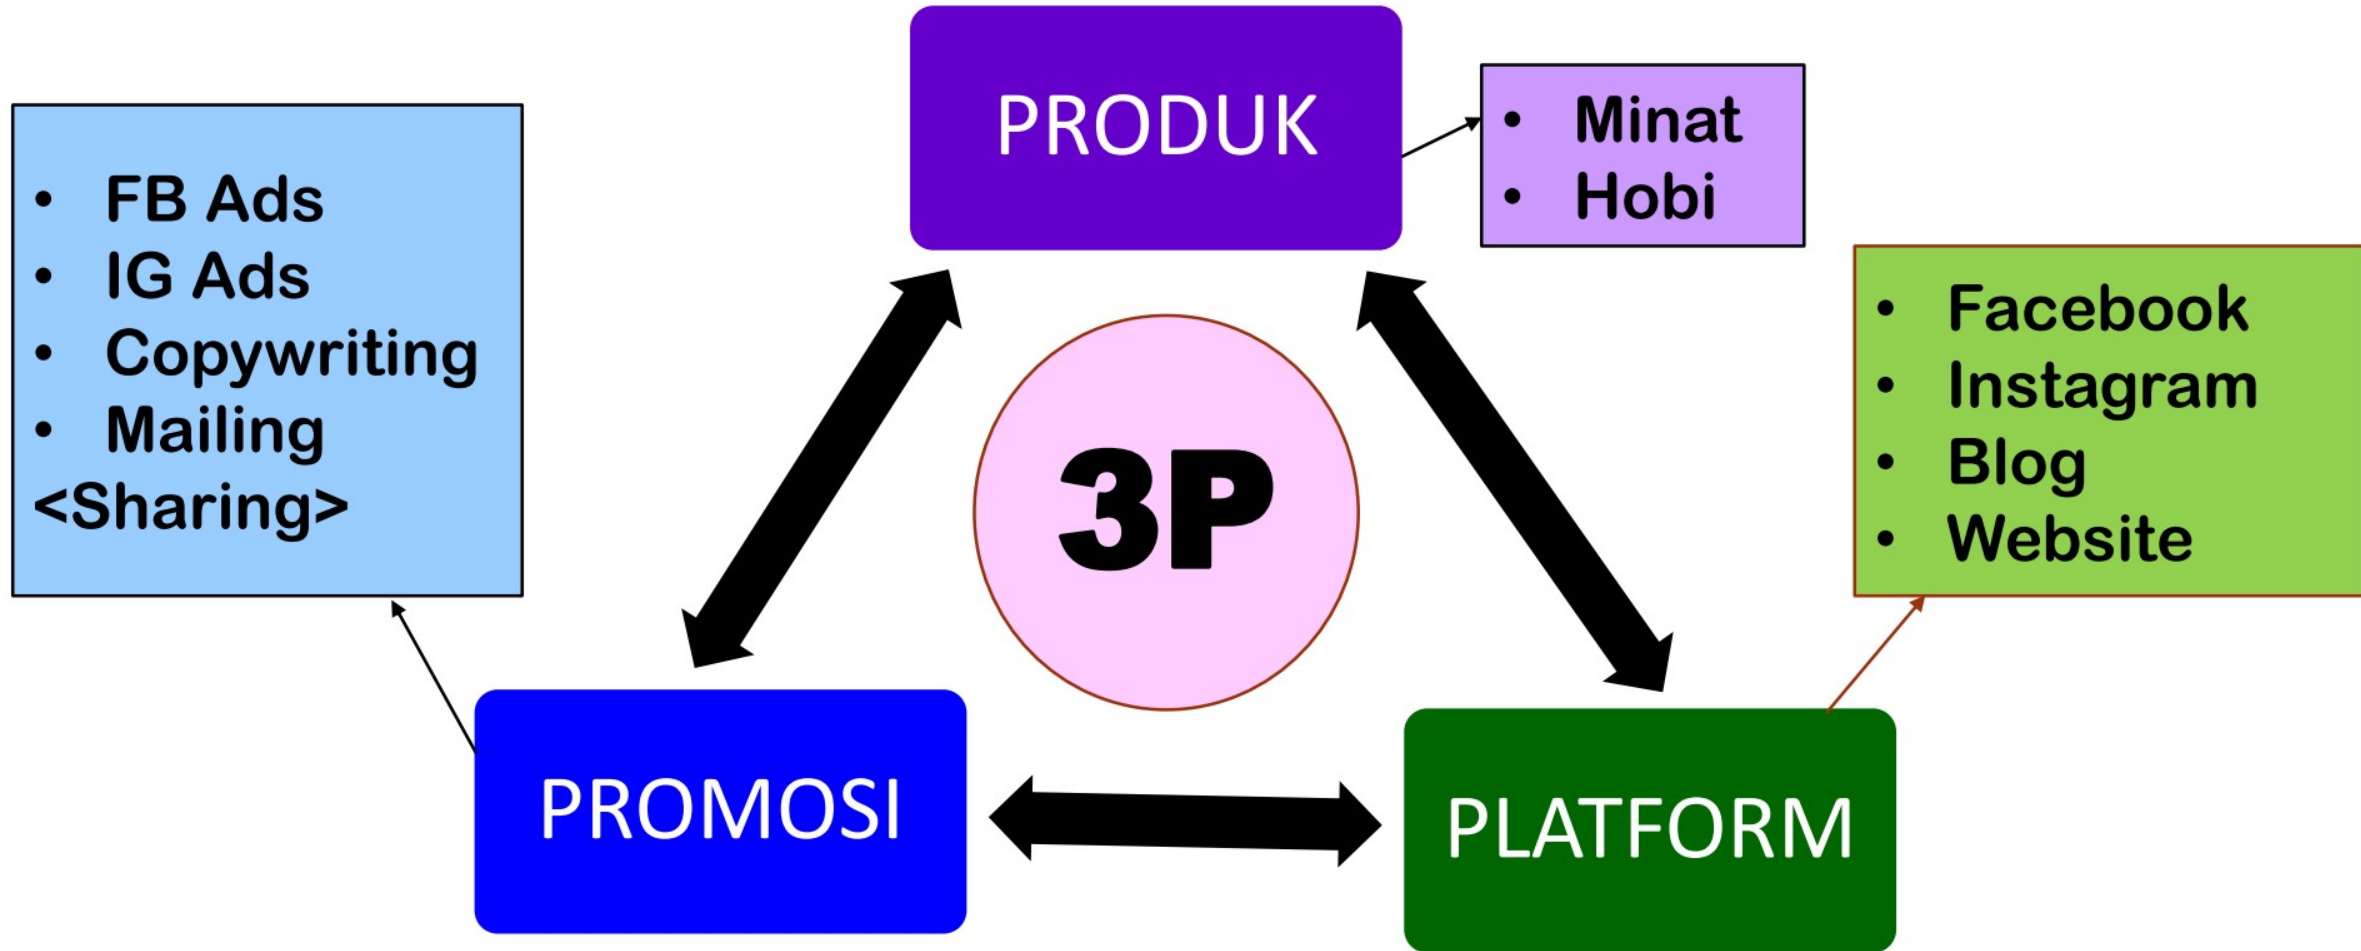 PRODUK
• Minat
• Hobi
• FB Ads
• IG Ads
• Copywriting
• Mailing
<Sharing>
3P
• Facebook
• Instagram
• Blog
• Website
PROMOSI
PLATFORM